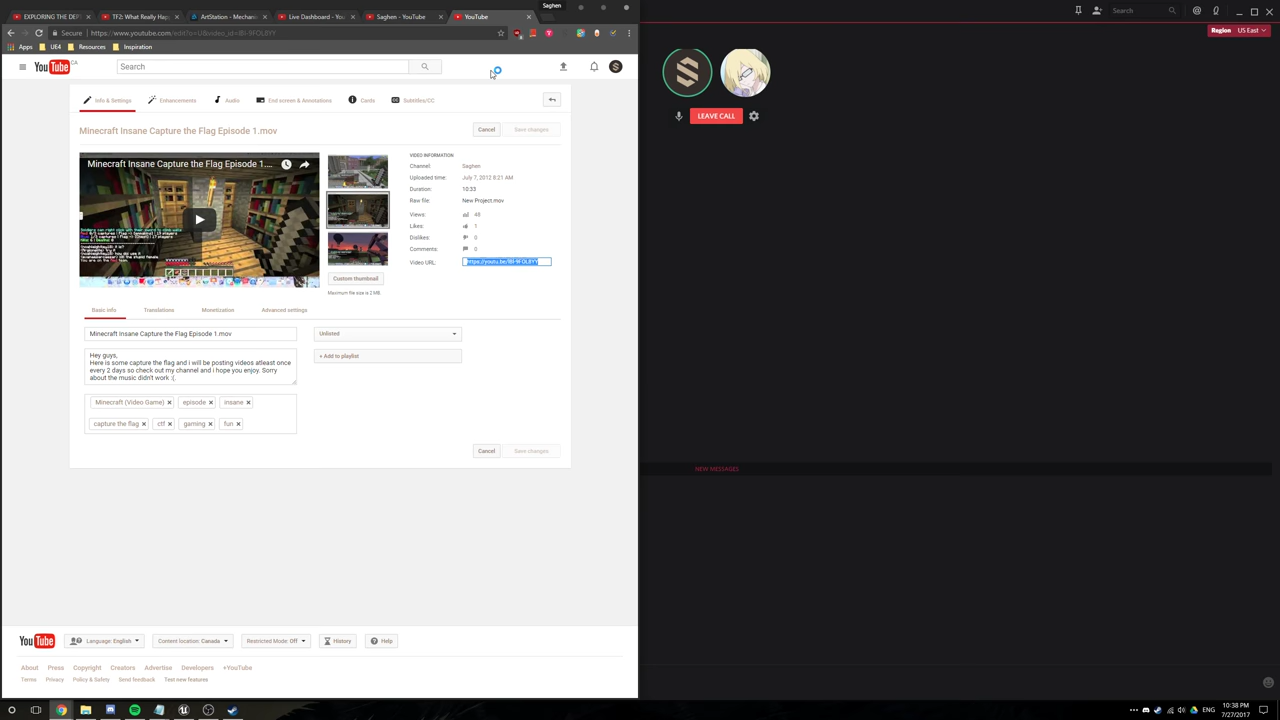 Saghen
EXPLORING THE DEP
TF2: What Really Hap
ArtStation - Mechani
Live Dashboard - You
Saghen - YouTube
YouTube
Secure
Apps
UE4
Resources
Inspiration
YouTube CA
Search
Info & Settings
Enhancements
Audio
End screen & Annotations
Cards
Subtitles/CC
Minecraft Insane Capture the Flag Episode 1.mov
Cancel
Save changes
Minecraft Insane Capture the Flag Episode 1....
Custom thumbnail
Maximum file size is 2 MB.
VIDEO INFORMATION
Channel: Saghen
Uploaded time: July 7, 2012 8:21 AM
Duration: 10:33
Raw file: New Project.mov
Views: 48
Likes: 1
Dislikes: 0
Comments: 0
Video URL:
Basic info
Translations
Monetization
Advanced settings
Minecraft Insane Capture the Flag Episode 1.mov
Unlisted
Hey guys,
Here is some capture the flag and i will be posting videos atleast once
every 2 days so check out my channel and i hope you enjoy. Sorry
about the music didn't work :(.
+ Add to playlist
Minecraft (Video Game) × episode × insane ×
capture the flag × ctf × gaming × fun ×
Cancel
Save changes
YouTube
Language: English
Content location: Canada
Restricted Mode: Off
History
Help
About Press Copyright Creators Advertise Developers +YouTube
Terms Privacy Policy & Safety Send feedback Test new features
Search
Region US East
LEAVE CALL
NEW MESSAGES
ENG
10:38 PM
7/27/2017